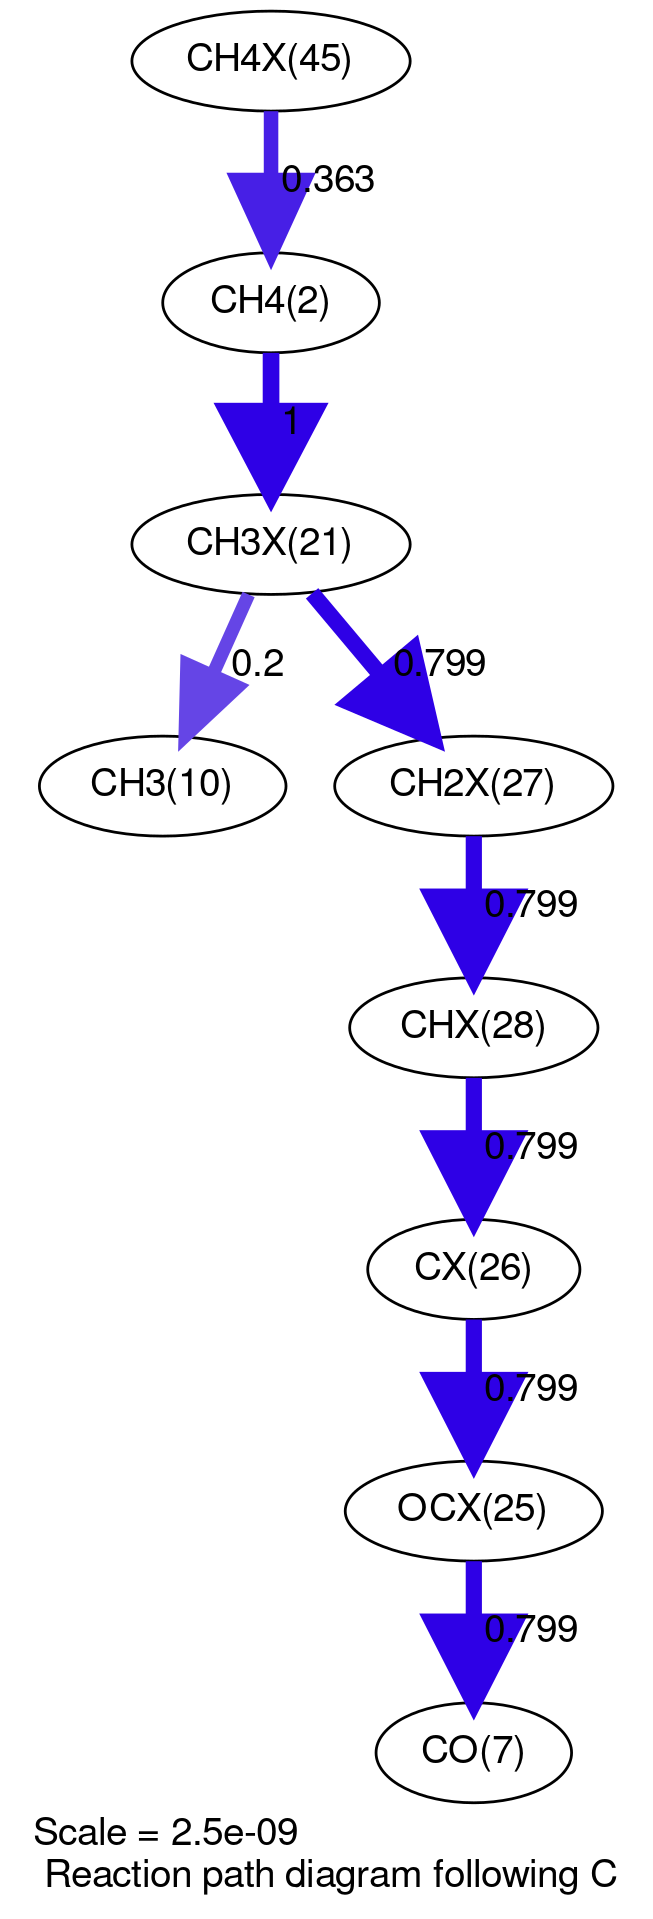 CH4X(45)
0.363
CH4(2)
1
CH3X(21)
0.2
0.799
CH3(10)
CH2X(27)
0.799
CHX(28)
0.799
CX(26)
0.799
OCX(25)
0.799
CO(7)
Scale = 2.5e-09
Reaction path diagram following C